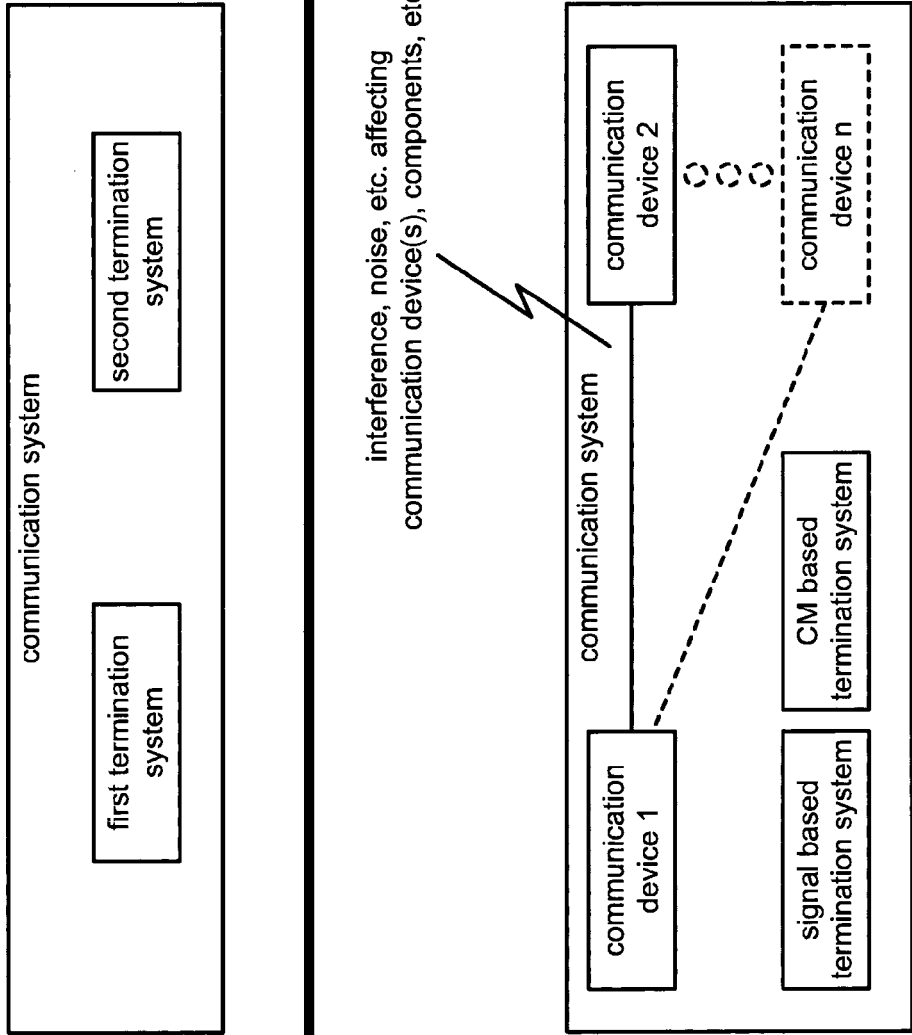 communication system
first termination
system
second termination
system
interference, noise, etc. affecting
communication device(s), components, etc
communication system
communication
device 1
communication
device 2
communication
device n
signal based
termination system
CM based
termination system